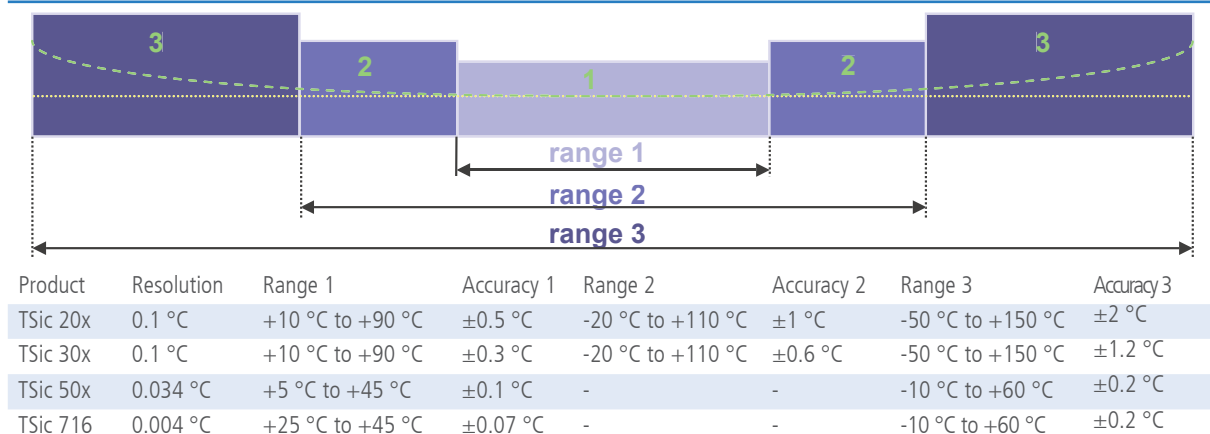 3 3
2 2
1
range 1
range 2
range 3
Product Resolution Range 1 Accuracy 1 Range 2 Accuracy 2 Range 3 Accuracy 3
TSic 20x 0.1 °C +10 °C to +90 °C ±0.5 °C -20 °C to +110 °C ±1 °C -50 °C to +150 °C ±2 °C
TSic 30x 0.1 °C +10 °C to +90 °C ±0.3 °C -20 °C to +110 °C ±0.6 °C -50 °C to +150 °C ±1.2 °C
TSic 50x 0.034 °C +5 °C to +45 °C ±0.1 °C - - -10 °C to +60 °C ±0.2 °C
TSic 716 0.004 °C +25 °C to +45 °C ±0.07 °C - - -10 °C to +60 °C ±0.2 °C